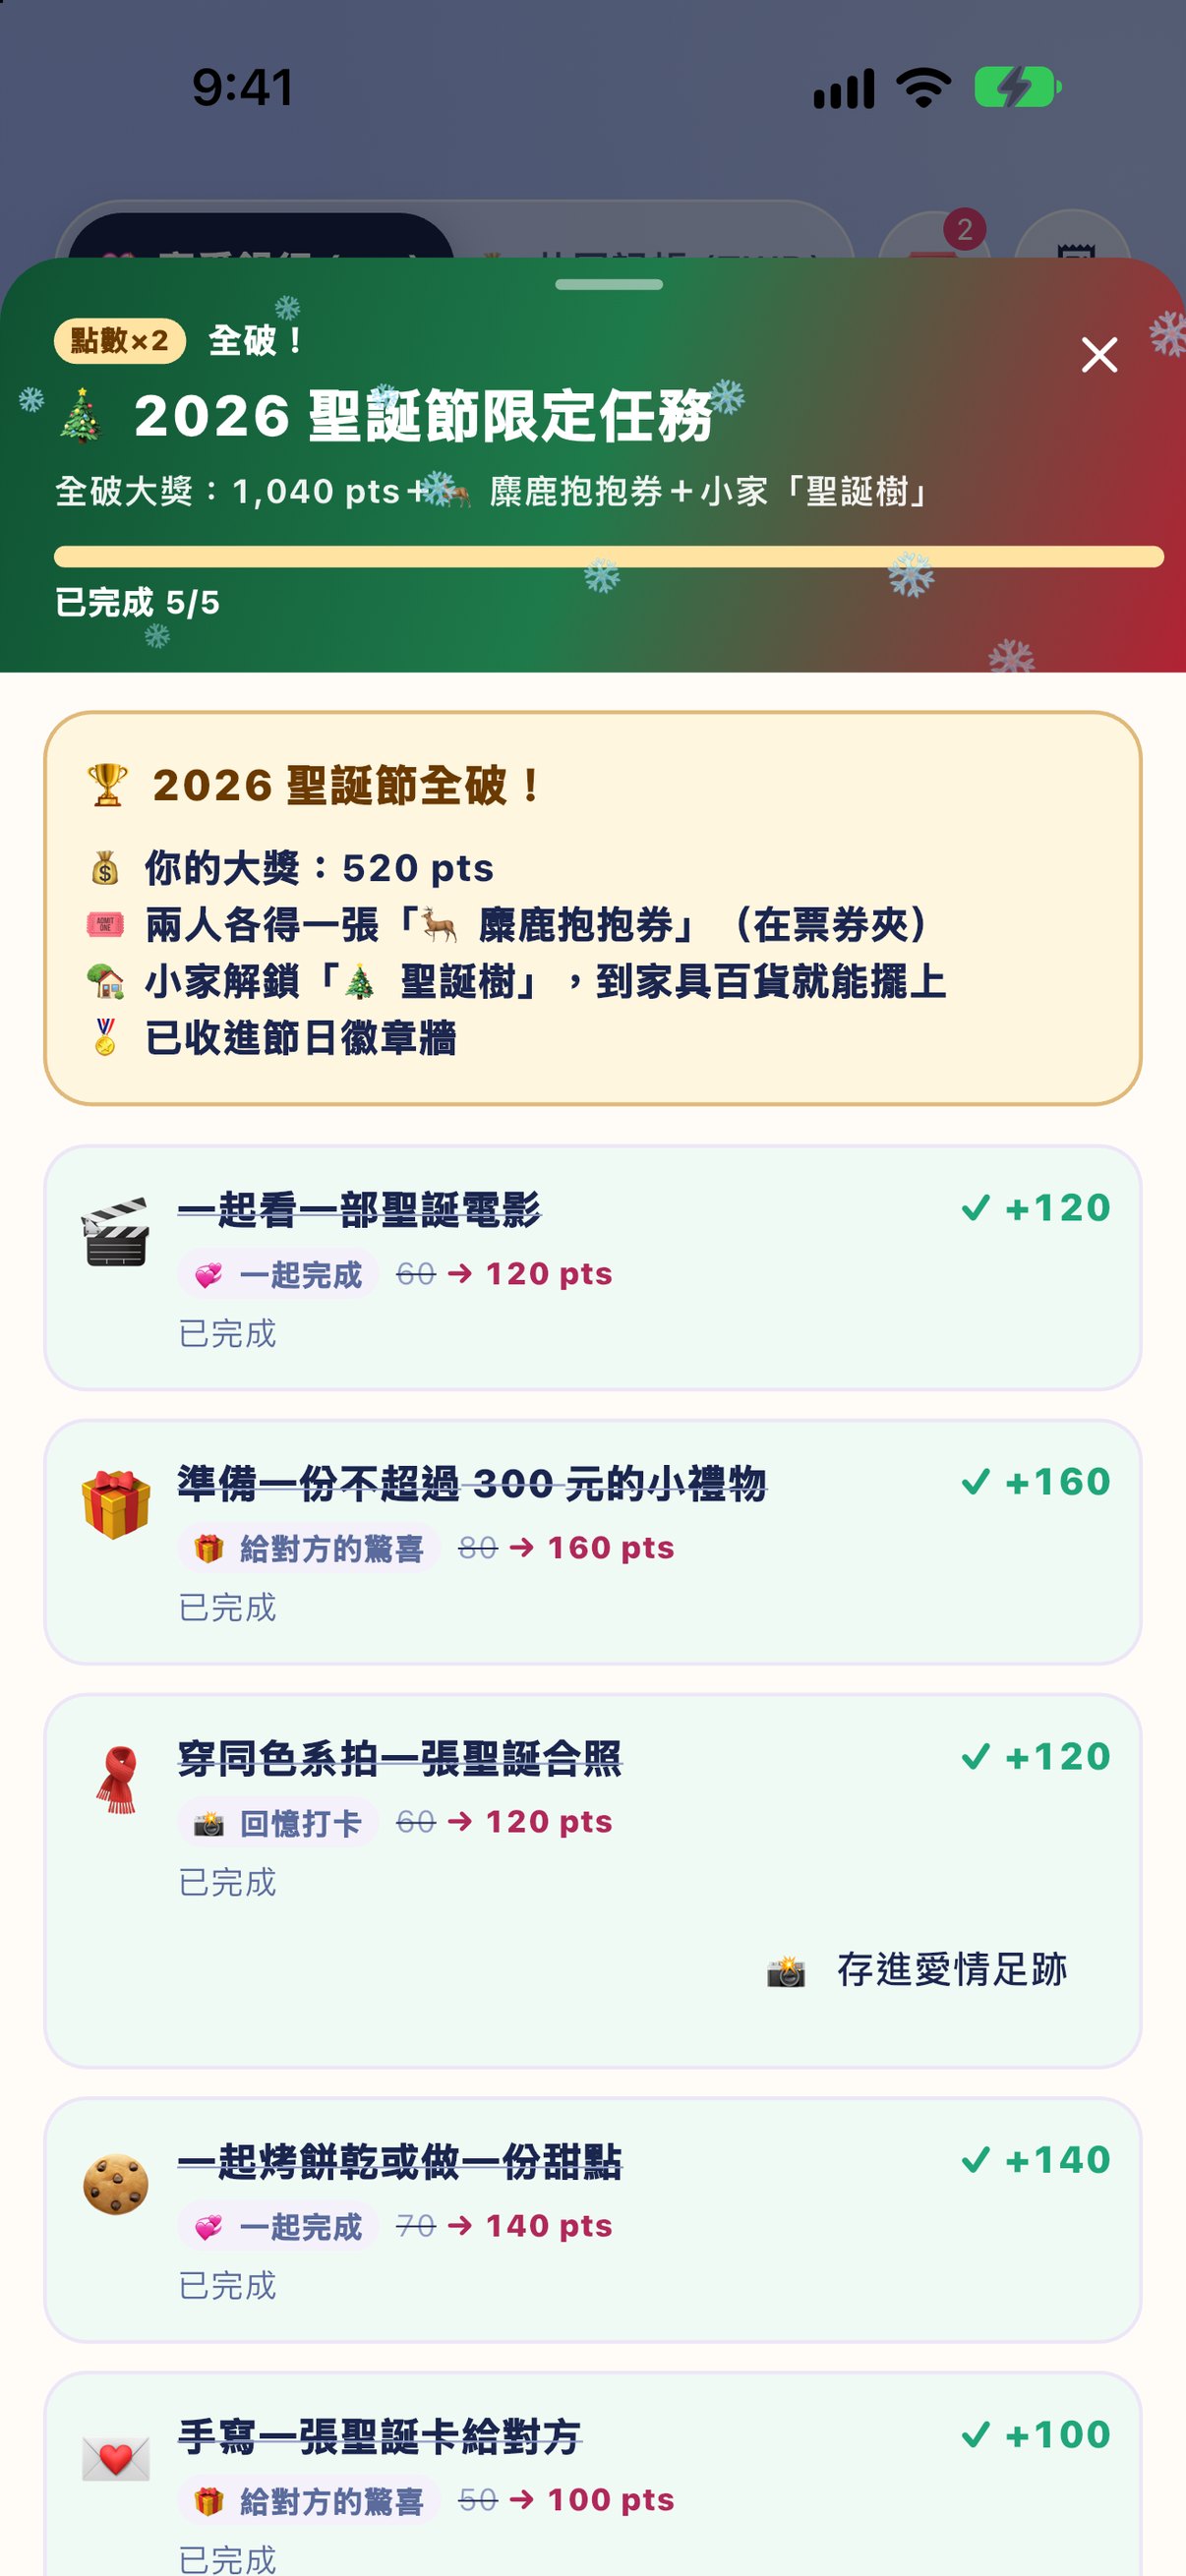 9:41
2
點數×2 全破！
🎄 2026 聖誕節限定任務
全破大獎：1,040 pts＋🦌 麋鹿抱抱券＋小家「聖誕樹」
已完成 5/5
🏆 2026 聖誕節全破！
💰 你的大獎：520 pts
🎟️ 兩人各得一張「🦌 麋鹿抱抱券」（在票券夾）
🏡 小家解鎖「🎄 聖誕樹」，到家具百貨就能擺上
🏅 已收進節日徽章牆
一起看一部聖誕電影 ✓ +120
💞 一起完成 60 → 120 pts
已完成
準備一份不超過 300 元的小禮物 ✓ +160
🎁 給對方的驚喜 80 → 160 pts
已完成
穿同色系拍一張聖誕合照 ✓ +120
📸 回憶打卡 60 → 120 pts
已完成
📸 存進愛情足跡
一起烤餅乾或做一份甜點 ✓ +140
💞 一起完成 70 → 140 pts
已完成
手寫一張聖誕卡給對方 ✓ +100
🎁 給對方的驚喜 50 → 100 pts
已完成